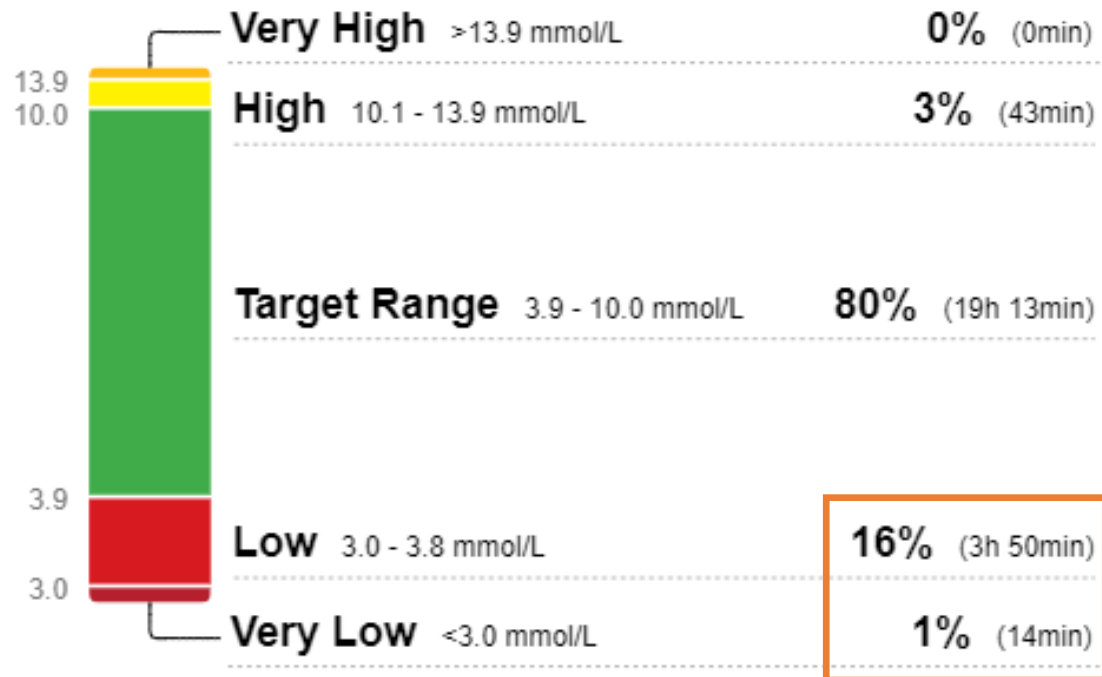 Very High >13.9 mmol/L 0% (0min)
13.9
10.0
High 10.1 - 13.9 mmol/L 3% (43min)
Target Range 3.9 - 10.0 mmol/L 80% (19h 13min)
3.9
Low 3.0 - 3.8 mmol/L 16% (3h 50min)
3.0
Very Low <3.0 mmol/L 1% (14min)